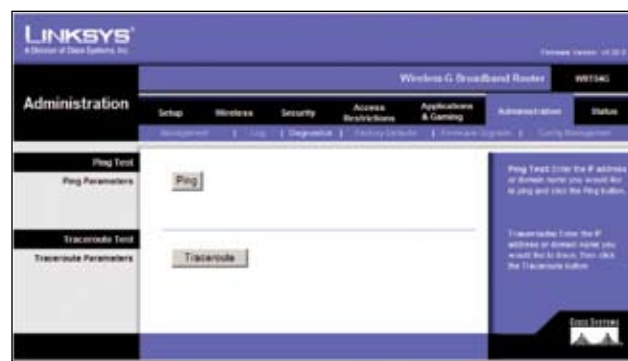 LINKSYS®
A Division of Cisco Systems, Inc.
Firmware Version:
Wireless-G Broadband Router
WRT54G
Administration
Setup
Wireless
Security
Access
Restrictions
Applications
& Gaming
Administration
Status
Management | Log | Diagnostics | Factory Defaults | Firmware Upgrade | Config Management
Ping Test
Ping Parameters
Ping
Ping Test: Enter the IP address
or domain name you would like
to ping and click the Ping button.
Traceroute Test
Traceroute Parameters
Traceroute
Traceroute: Enter the IP
address or domain name you
would like to trace, then click
the Traceroute button.
CISCO SYSTEMS